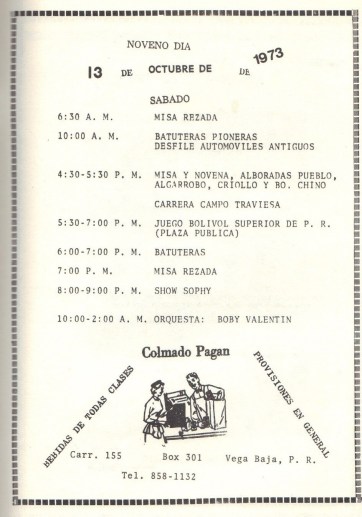 NOVENO DIA
13 DE OCTUBRE DE DE 1973
SABADO
6:30 A. M. MISA REZADA
10:00 A. M. BATUTERAS PIONERAS
DESFILE AUTOMOVILES ANTIGUOS
4:30-5:30 P. M. MISA Y NOVENA, ALBORADAS PUEBLO,
ALGARROBO, CRIOLLO Y BO. CHINO
CARRERA CAMPO TRAVIESA
5:30-7:00 P. M. JUEGO BOLIVOL SUPERIOR DE P. R.
(PLAZA PUBLICA)
6:00-7:00 P. M. BATUTERAS
7:00 P. M. MISA REZADA
8:00-9:00 P. M. SHOW SOPHY
10:00-2:00 A. M. ORQUESTA: BOBY VALENTIN
Colmado Pagan
BEBIDAS DE TODAS CLASES
PROVISIONES EN GENERAL
Carr. 155 Box 301 Vega Baja, P. R.
Tel. 858-1132